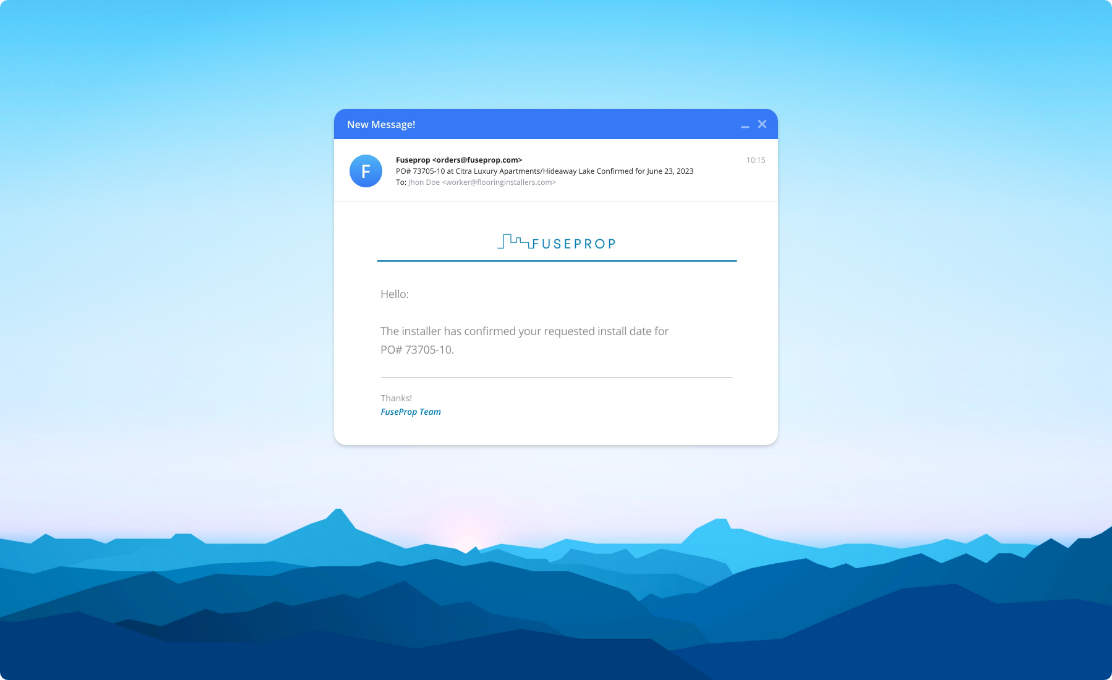 New Message!
F
Fuseprop <orders@fuseprop.com>
10:15
PO# 73705-10 at Citra Luxury Apartments/Hideaway Lake Confirmed for June 23, 2023
To: Jhon Doe <worker@flooringinstallers.com>
FUSEPROP
Hello:
The installer has confirmed your requested install date for
PO# 73705-10.
Thanks!
FuseProp Team